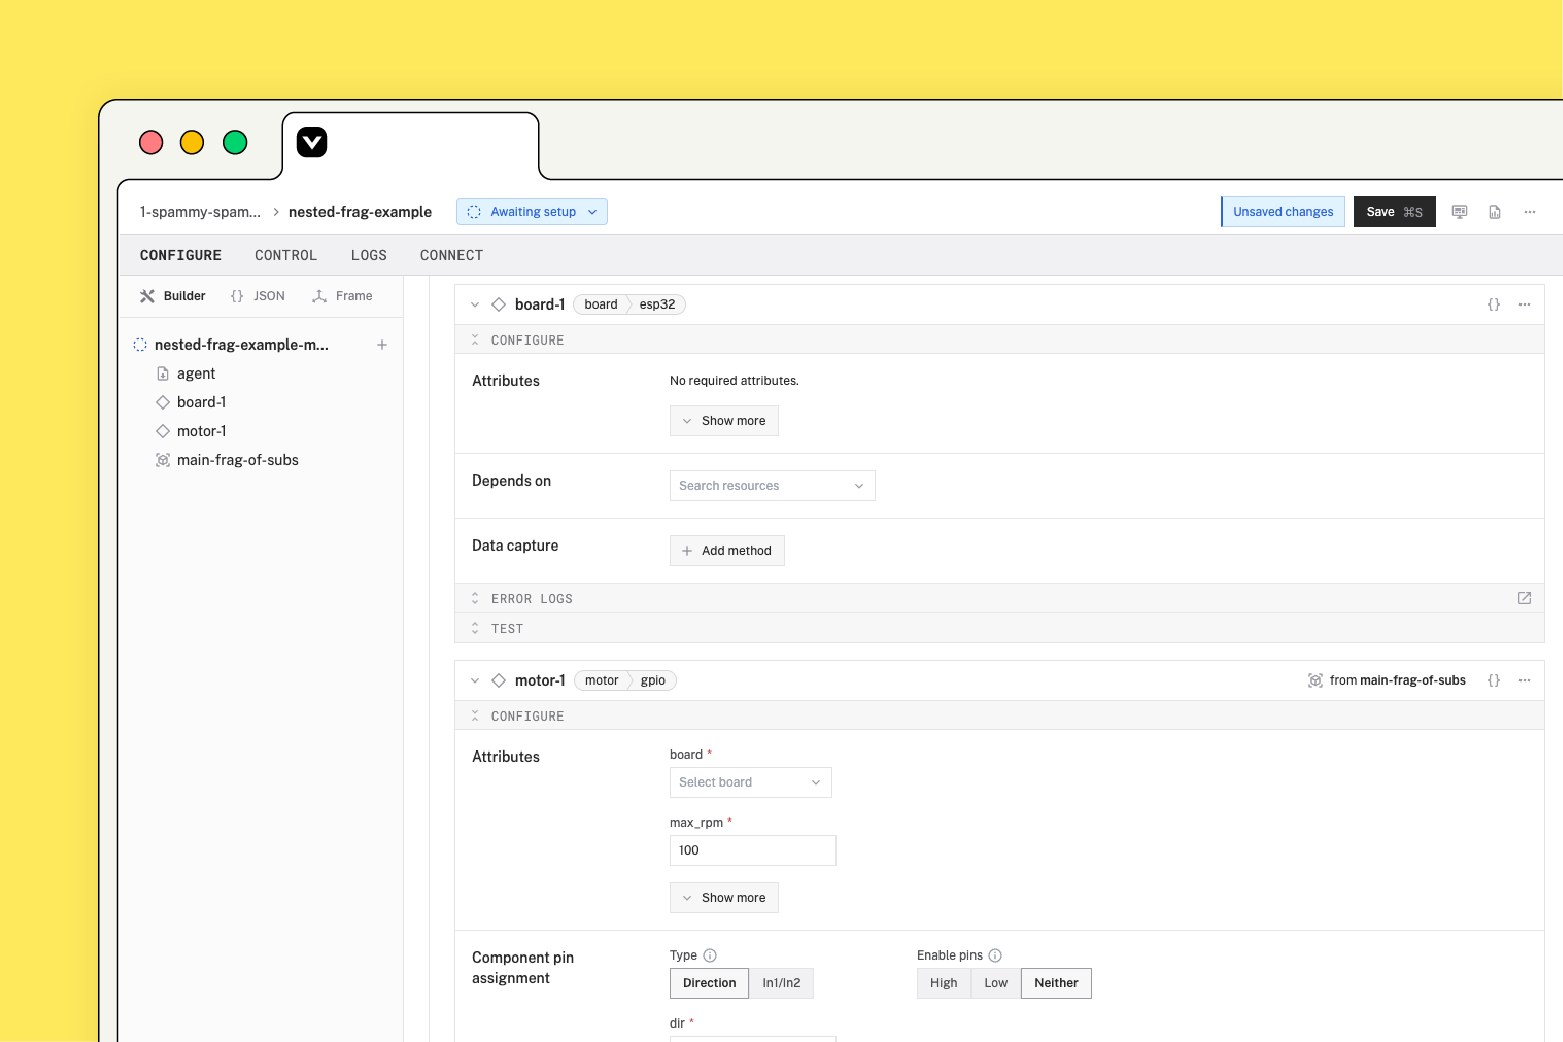 1-spammy-spam... > nested-frag-example Awaiting setup Unsaved changes Save ⌘S
CONFIGURE CONTROL LOGS CONNECT
Builder {} JSON Frame
nested-frag-example-m... +
agent
board-1
motor-1
main-frag-of-subs
board-1 board esp32 {} ...
CONFIGURE
Attributes No required attributes.
Show more
Depends on Search resources
Data capture + Add method
ERROR LOGS
TEST
motor-1 motor gpio from main-frag-of-subs {} ...
CONFIGURE
Attributes board *
Select board
max_rpm *
100
Show more
Component pin assignment Type Enable pins
Direction In1/In2 High Low Neither
dir *